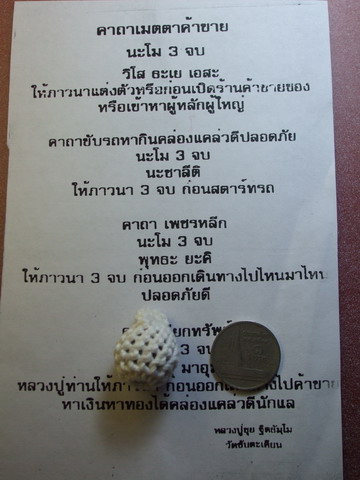 คาถาเมตตาค้าขาย
นะโม 3 จบ
วิโส ธะเย เอสะ
ให้ภาวนาแต่งตัวหรือก่อนเปิดร้านค้าขายของ
หรือเข้าหาผู้หลักผู้ใหญ่
คาถาขับรถหากินคล่องแคล่วดีปลอดภัย
นะโม 3 จบ
นะชาลีติ
ให้ภาวนา 3 จบ ก่อนสตาร์ทรถ
คาถา เพชรหลีก
นะโม 3 จบ
พุทธะ ยะคิ
ให้ภาวนา 3 จบ ก่อนออกเดินทางไปไหนมาไหน
ปลอดภัยดี
3 จบ
หลวงปู่ท่านให้ ก่อนออก ไปค้าขาย
หาเงินหาทองได้คล่องแคล่วดีนักแล
หลวงปู่ฮุย
วัดซับตะเคียน